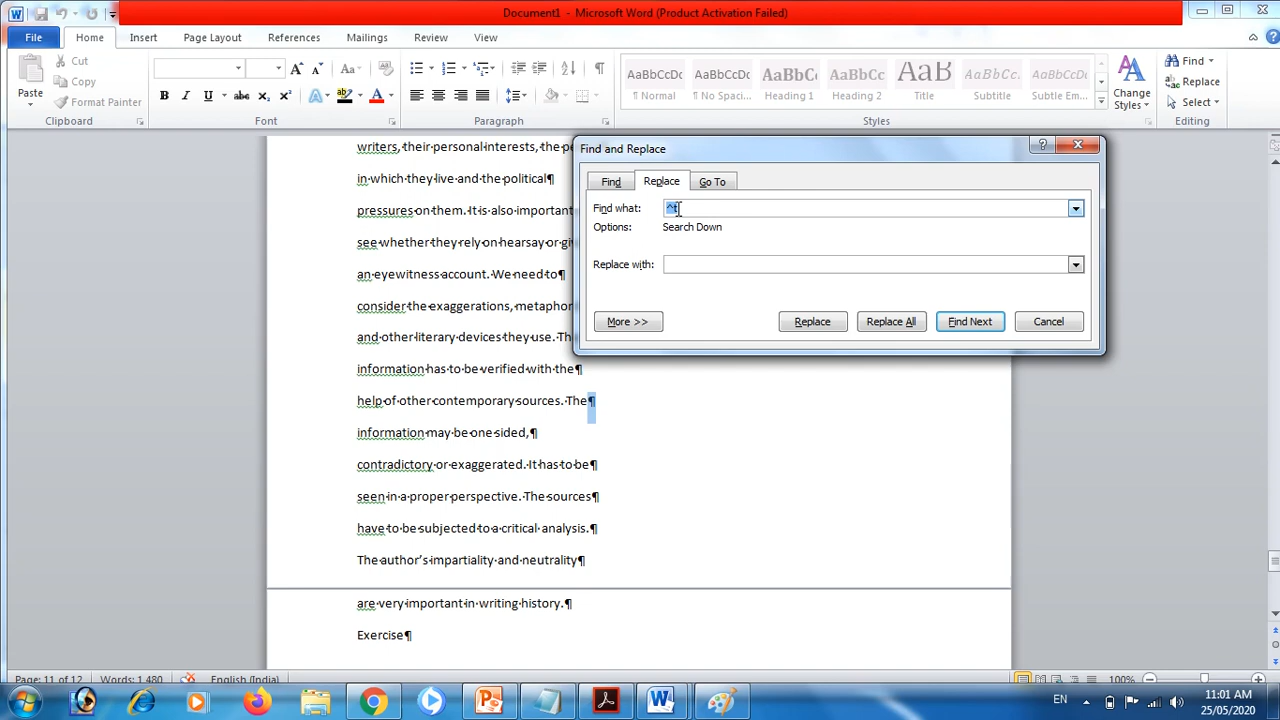 Document1 - Microsoft Word (Product Activation Failed)
File Home Insert Page Layout References Mailings Review View
Paste
Cut
Copy
Format Painter
Clipboard
Font
Paragraph
AaBbCcDc AaBbCcDc AaBbCc AaBbCc AaB AaBbCc. AaBbCcDc
¶ Normal ¶ No Spaci... Heading 1 Heading 2 Title Subtitle Subtle Em...
Change Styles
Styles
Find
Replace
Select
Editing
writers, their personal interests, the
in which they live and the political¶
pressures on them. It is also important
see whether they rely on hearsay or
an eyewitness account. We need to¶
consider the exaggerations,
and other literary devices they use.
information has to be verified with the¶
help of other contemporary sources. The¶
information may be one sided,¶
contradictory or exaggerated. It has to be¶
seen in a proper perspective. The sources¶
have to be subjected to a critical analysis.¶
The author's impartiality and neutrality¶
are very important in writing history.¶
Exercise¶
Find and Replace
Find Replace Go To
Find what: ^t
Options: Search Down
Replace with:
More >> Replace Replace All Find Next Cancel
Page: 11 of 12 Words: 1,480 English (India) 100%
EN 11:01 AM
25/05/2020